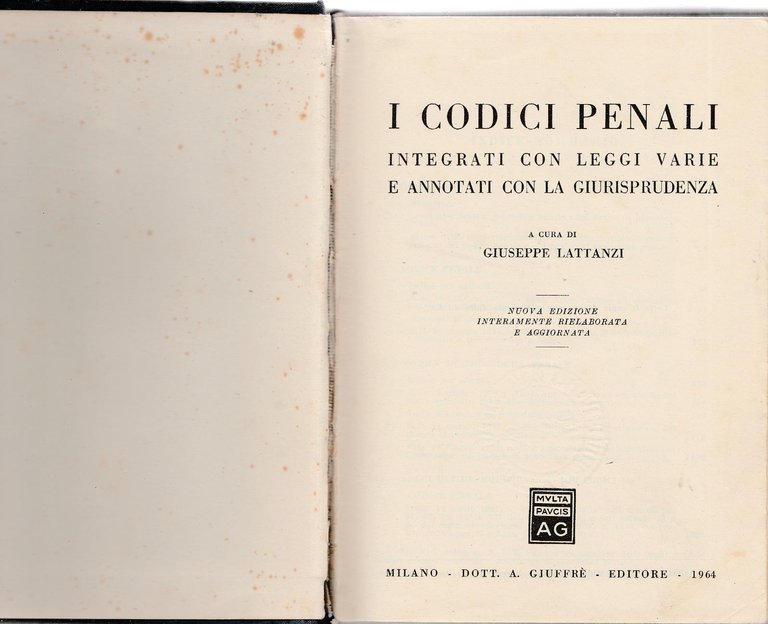 I CODICI PENALI
INTEGRATI CON LEGGI VARIE
E ANNOTATI CON LA GIURISPRUDENZA
A CURA DI
GIUSEPPE LATTANZI
NUOVA EDIZIONE
INTERAMENTE RIELABORATA
E AGGIORNATA
MVLTA
PAVCIS
AG
MILANO - DOTT. A. GIUFFRÈ - EDITORE - 1964